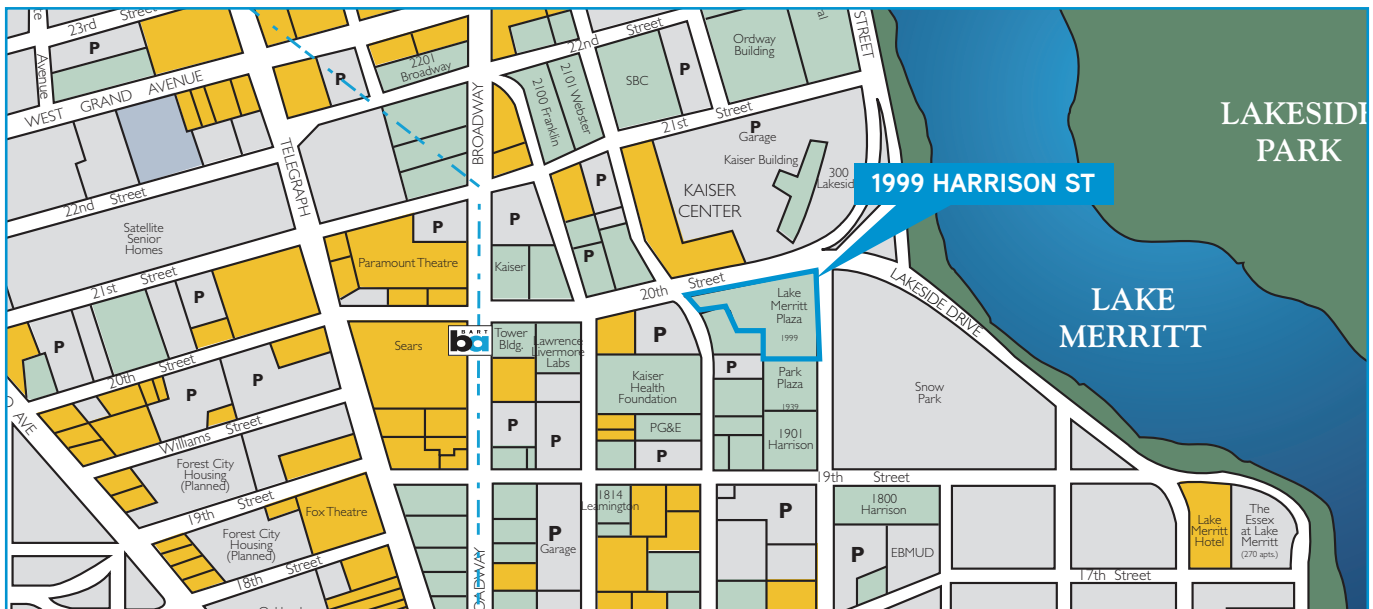 23rd
Street
Avenue
P
WEST GRAND AVENUE
P
2201
Broadway
22nd
Street
BROADWAY
2100 Franklin
2101 Webster
SBC
P
Ordway
Building
STREET
21st
Street
P
Garage
Kaiser Building
KAISER
CENTER
300
Lakeside
1999 HARRISON ST
LAKESIDE
PARK
LAKE
MERRITT
TELEGRAPH
22nd
Street
Satellite
Senior
Homes
P
Paramount Theatre
P
Kaiser
P
P
20th
Street
Lake
Merritt
Plaza
1999
LAKESIDE DRIVE
21st
Street
P
P
Sears
BART
ba
Tower
Bldg.
Lawrence
Livermore
Labs
P
Kaiser
Health
Foundation
PG&E
P
P
Park
Plaza
1939
1901
Harrison
Snow
Park
20th
Street
P
P
AVE
Williams
Street
Forest City
Housing
(Planned)
P
P
19th
Street
19th
Street
Fox Theatre
Forest City
Housing
(Planned)
18th
Street
OADWAY
P
Garage
1814
Leamington
P
1800
Harrison
P
EBMUD
Lake
Merritt
Hotel
The
Essex
at Lake
Merritt
(270 apts.)
17th Street